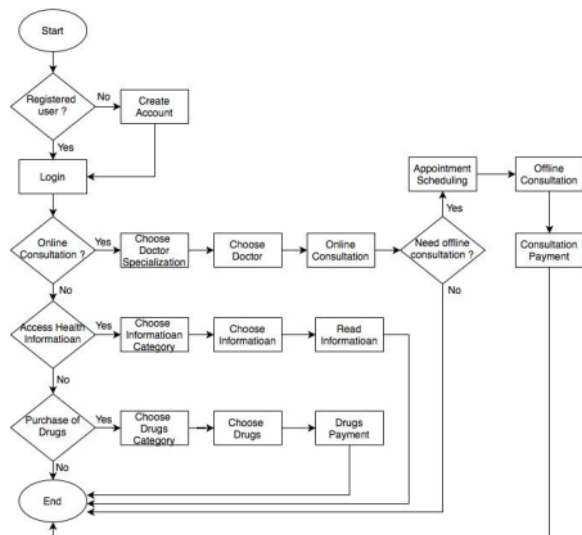 Start
Registered
user ?
No
Create
Account
Yes
Login
Appointment
Scheduling
Offline
Consultation
Yes
Online
Consultation ?
Yes
Choose
Doctor
Specialization
Choose
Doctor
Online
Consultation
Need offline
consultation ?
Consultation
Payment
No
No
Access Health
Informatioan
Yes
Choose
Informatioan
Category
Choose
Informatioan
Read
Informatioan
No
Purchase of
Drugs
Yes
Choose
Drugs
Category
Choose
Drugs
Drugs
Payment
No
End